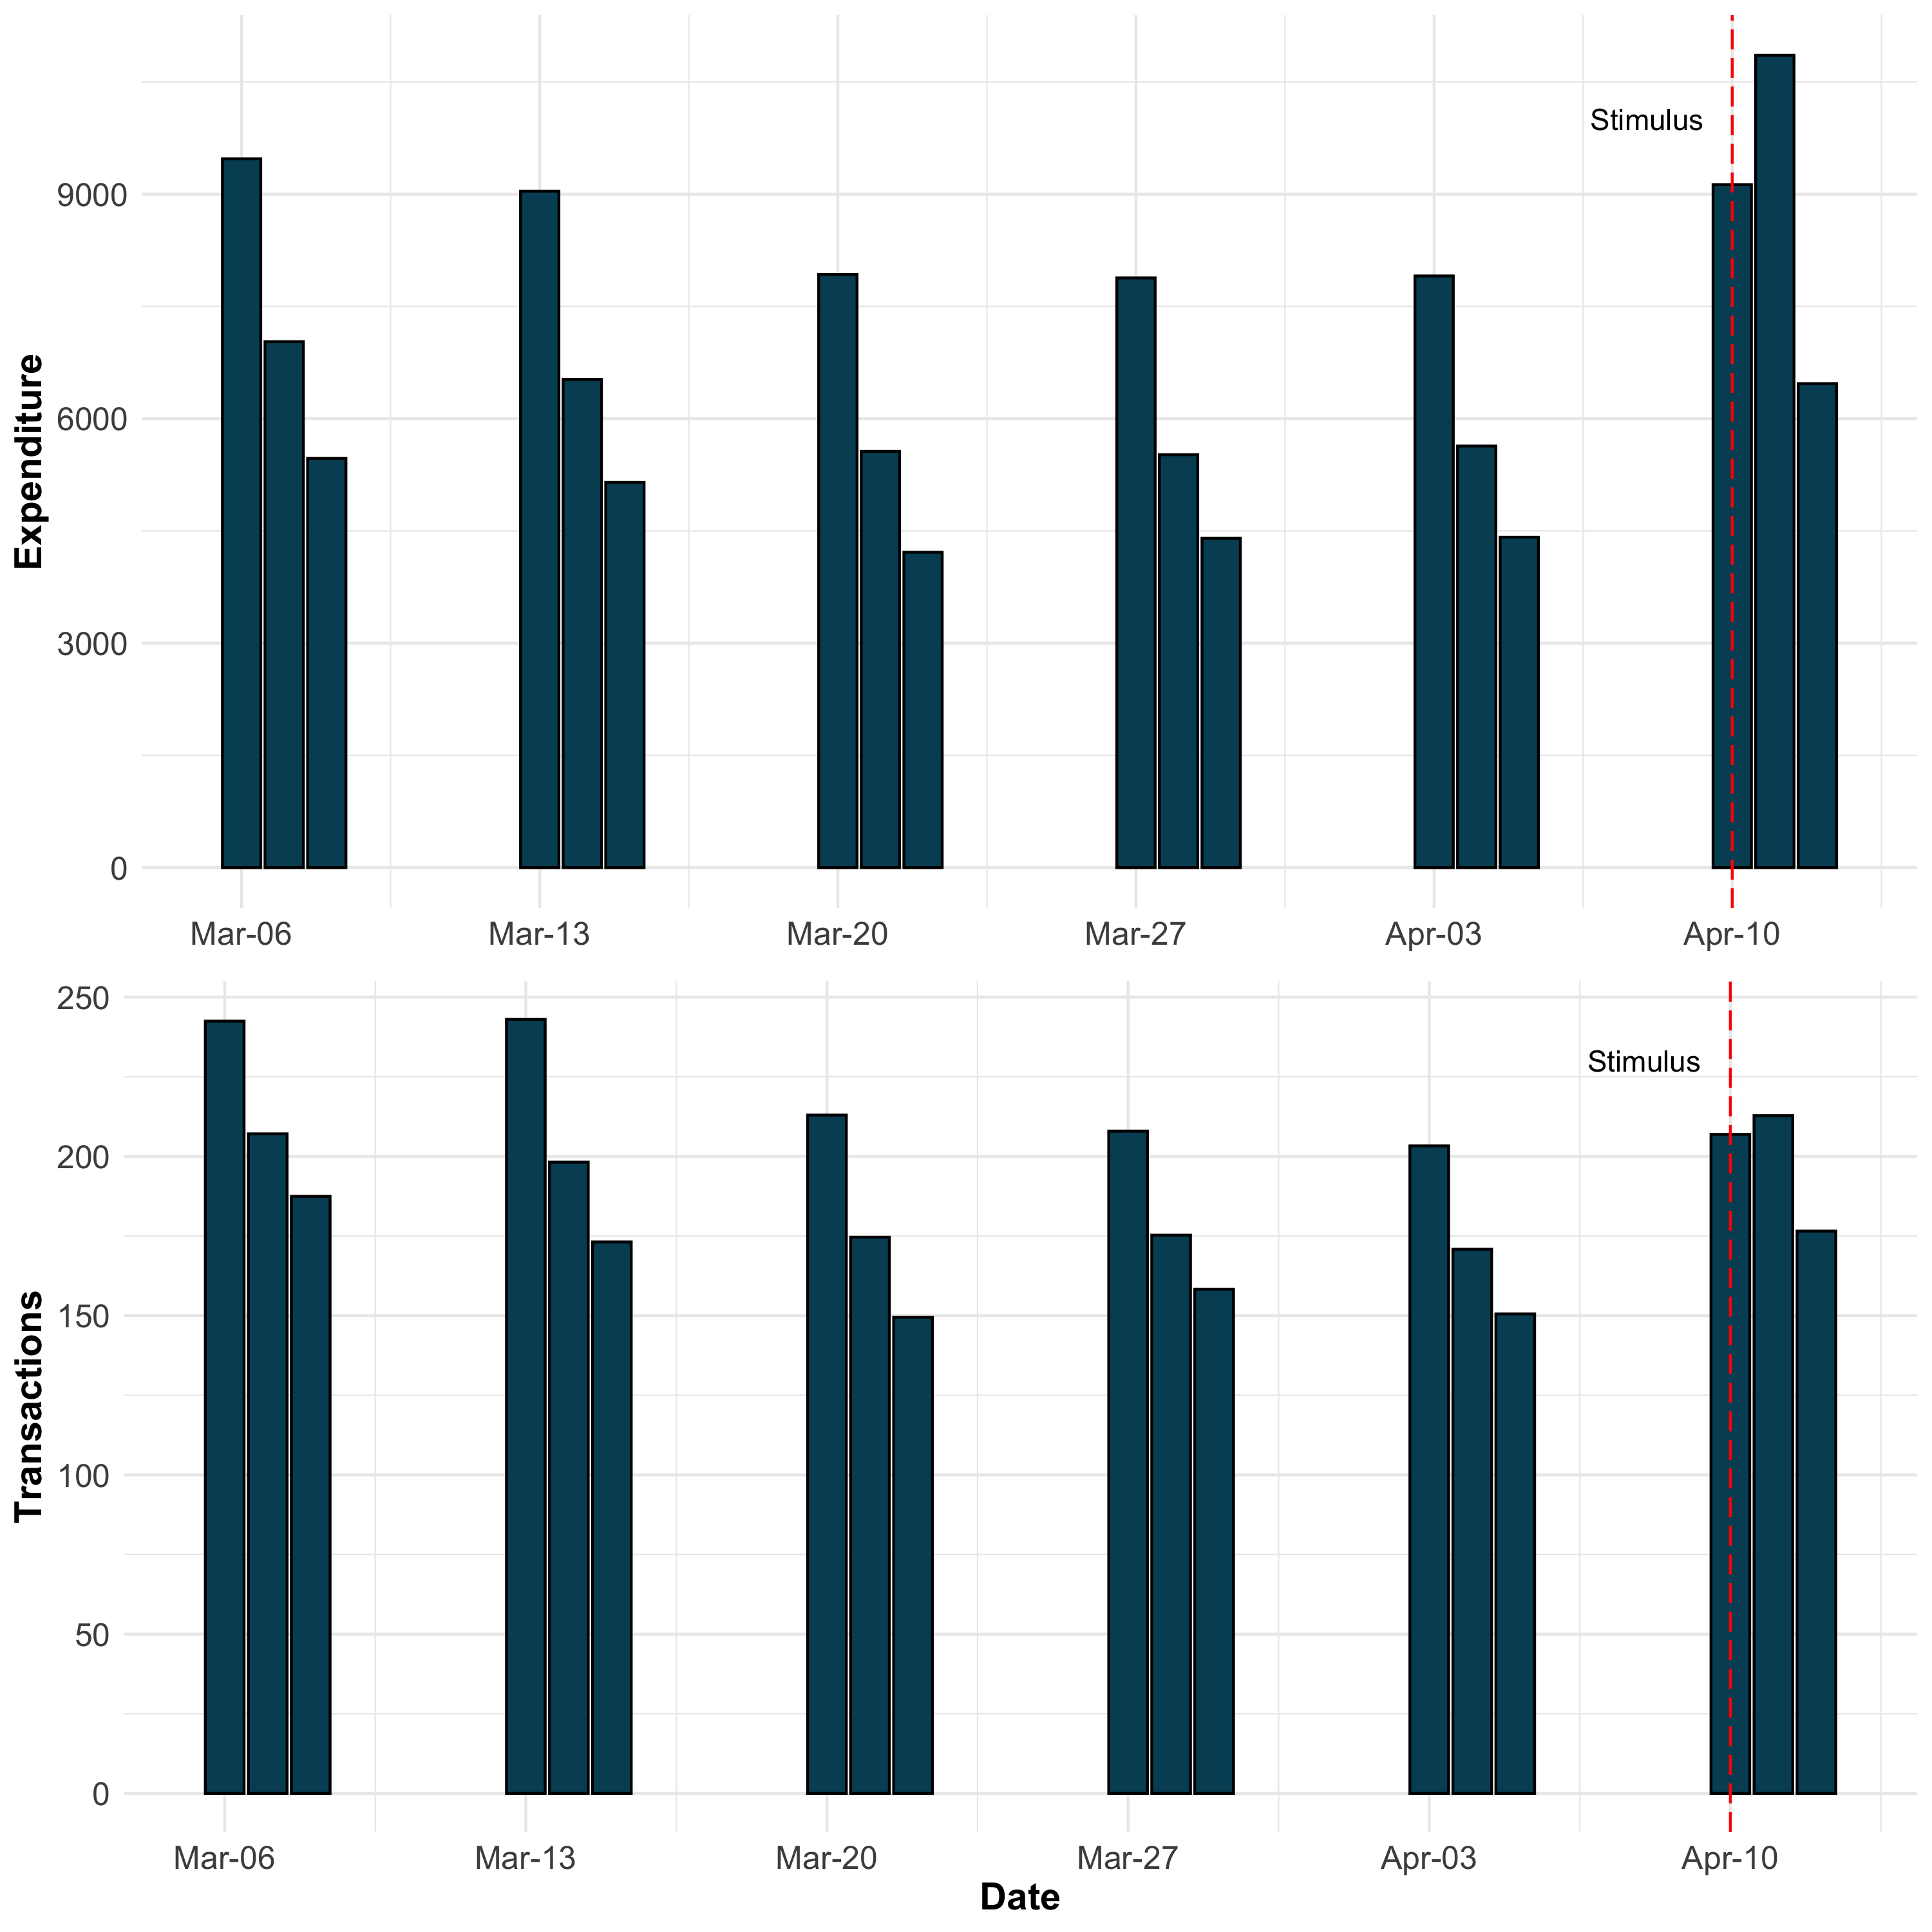 Expenditure
9000
6000
3000
0
Stimulus
Mar-06 Mar-13 Mar-20 Mar-27 Apr-03 Apr-10
Transactions
250
200
150
100
50
0
Stimulus
Mar-06 Mar-13 Mar-20 Mar-27 Apr-03 Apr-10
Date